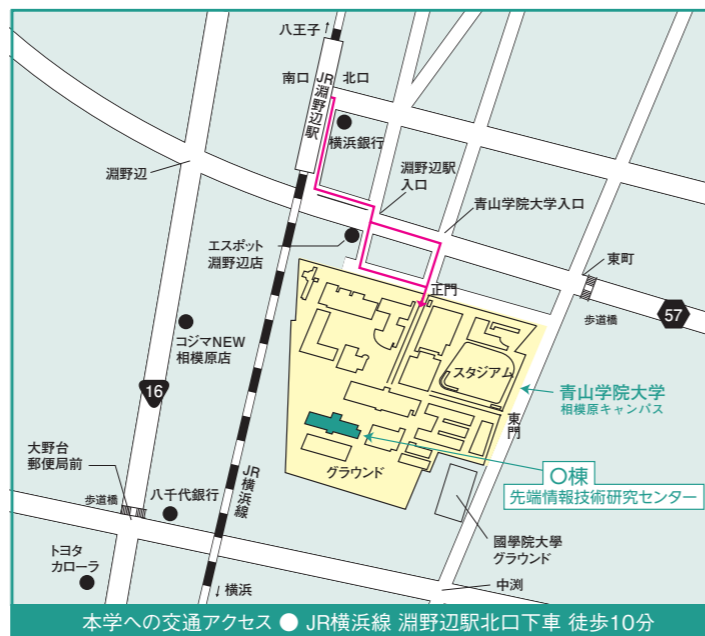 八王子↑
南口
北口
JR淵野辺駅
横浜銀行
淵野辺
淵野辺駅
入口
青山学院大学入口
エスポット
淵野辺店
東町
正門
歩道橋
57
コジマNEW
相模原店
スタジアム
16
青山学院大学
相模原キャンパス
東門
大野台
郵便局前
グラウンド
O棟
先端情報技術研究センター
JR横浜線
歩道橋
八千代銀行
國學院大學
グラウンド
トヨタ
カローラ
↓横浜
中渕
本学への交通アクセス ● JR横浜線 淵野辺駅北口下車 徒歩10分